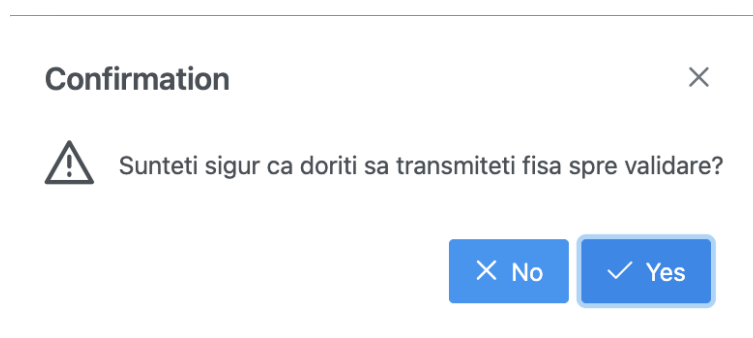 Confirmation
Sunteti sigur ca doriti sa transmiteti fisa spre validare?
No
Yes